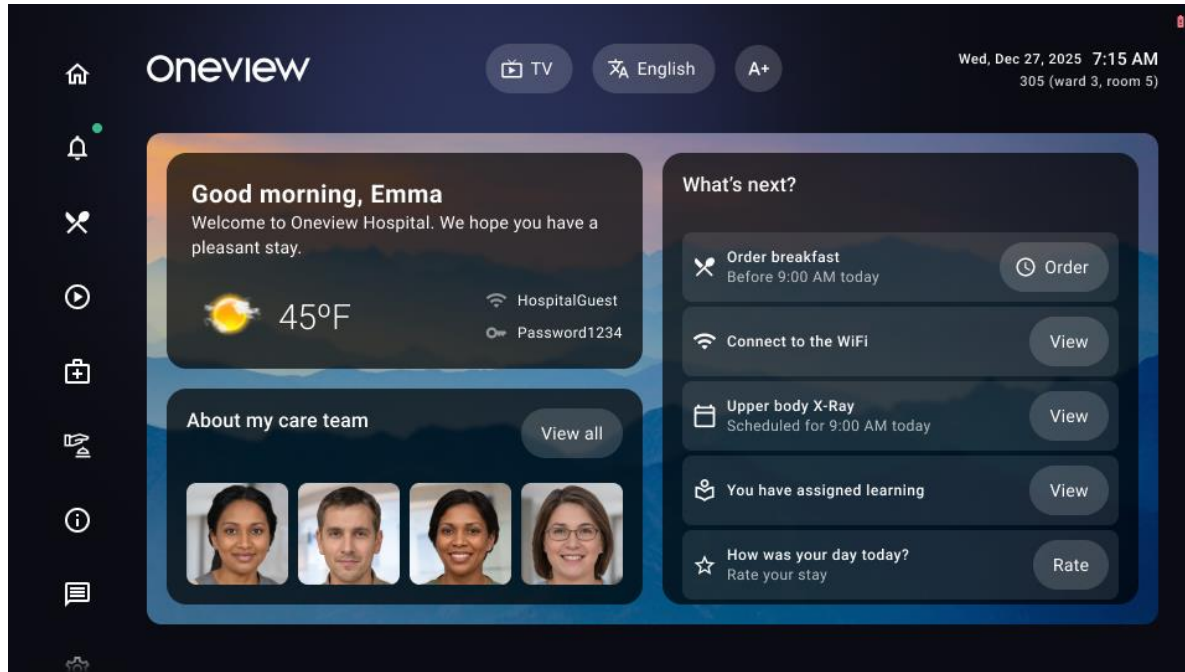 Oneview
TV
English
A+
Wed, Dec 27, 2025 7:15 AM
305 (ward 3, room 5)
Good morning, Emma
Welcome to Oneview Hospital. We hope you have a
pleasant stay.
45ºF
HospitalGuest
Password1234
About my care team
View all
What's next?
Order breakfast
Before 9:00 AM today
Order
Connect to the WiFi
View
Upper body X-Ray
Scheduled for 9:00 AM today
View
You have assigned learning
View
How was your day today?
Rate your stay
Rate